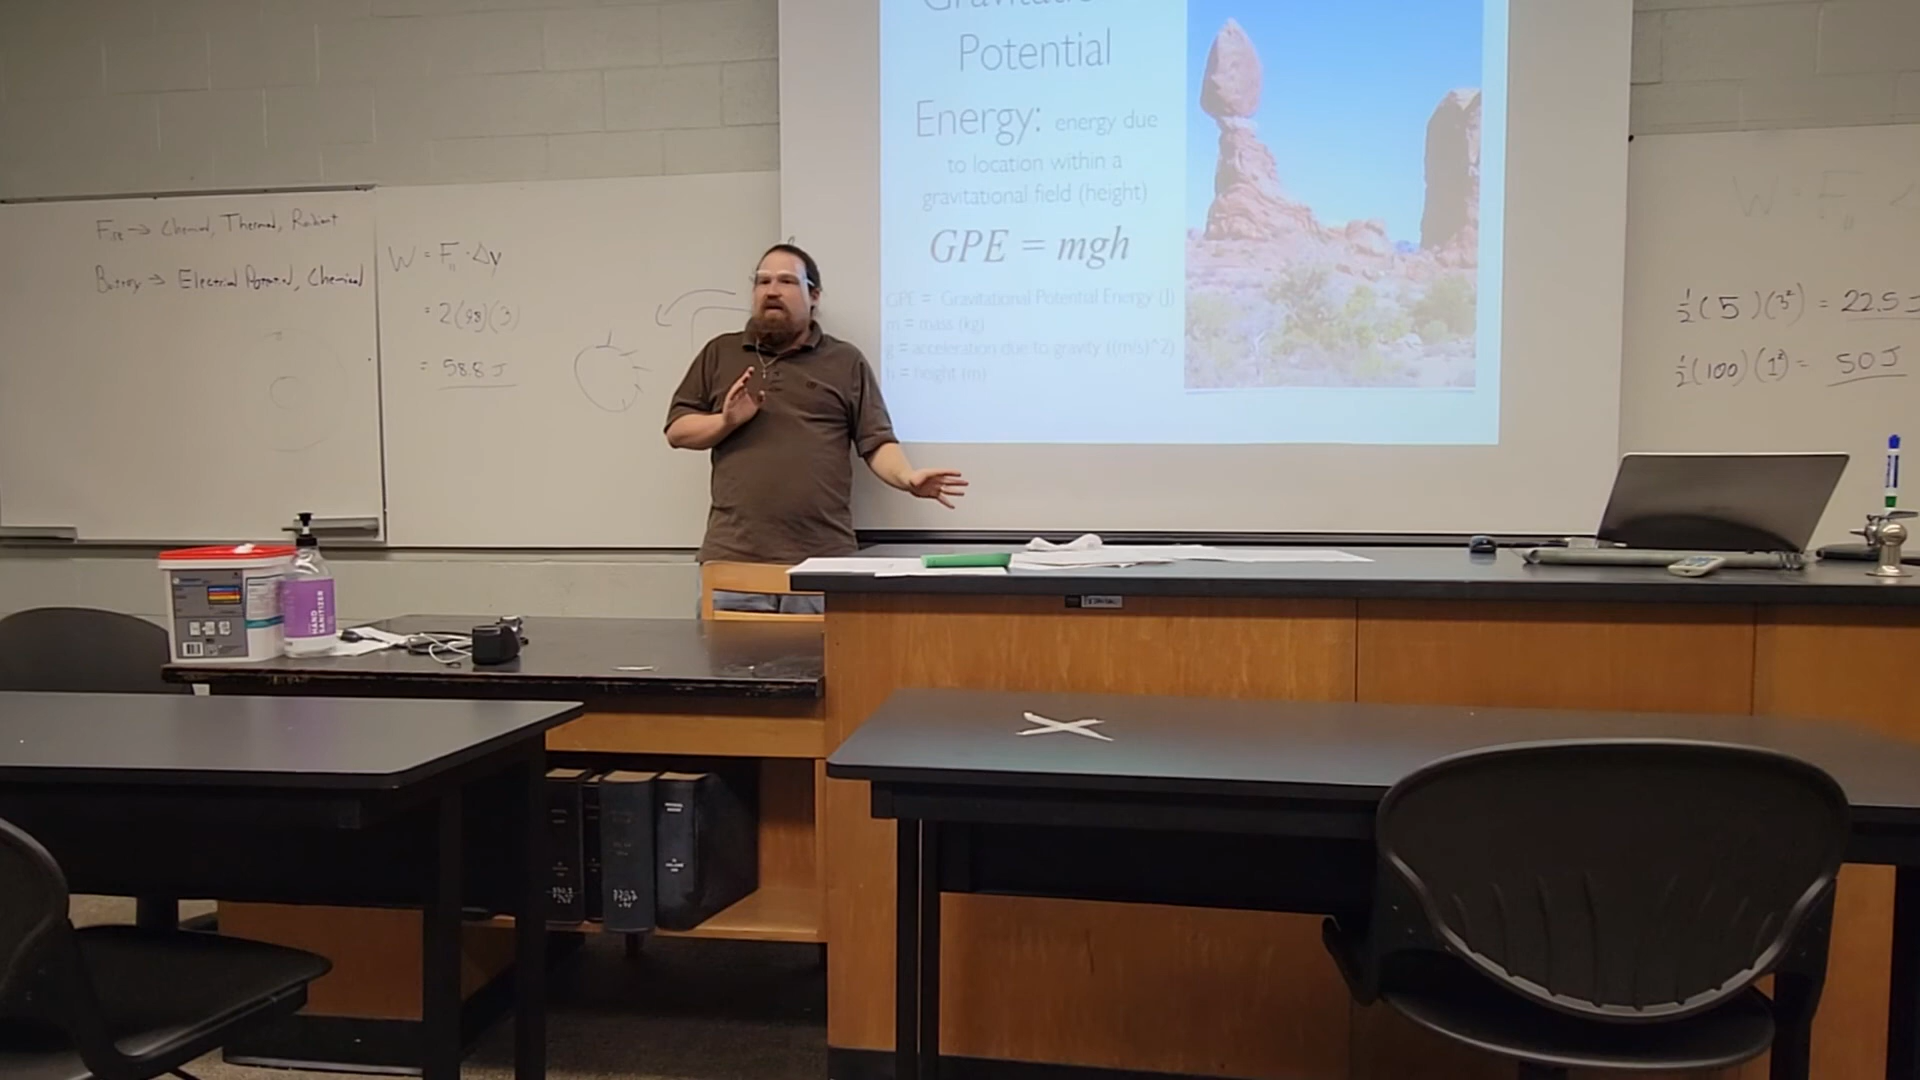 Fire → Chemical, Thermal, Radiant
Battery → Electrical Potential, Chemical
W = F∥ · Δy
= 2(9.8)(3)
= 58.8 J
Potential
Energy: energy due
to location within a
gravitational field (height)
GPE = mgh
GPE = Gravitational Potential Energy (J)
m = mass (kg)
g = acceleration due to gravity ((m/s)^2)
h = height (m)
W = F∥
½(5)(3²) = 22.5 J
½(100)(1²) = 50 J
HAND
SANITIZER